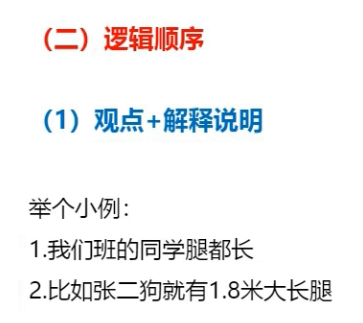 （二）逻辑顺序
（1）观点+解释说明
举个小例：
1.我们班的同学腿都长
2.比如张二狗就有1.8米大长腿